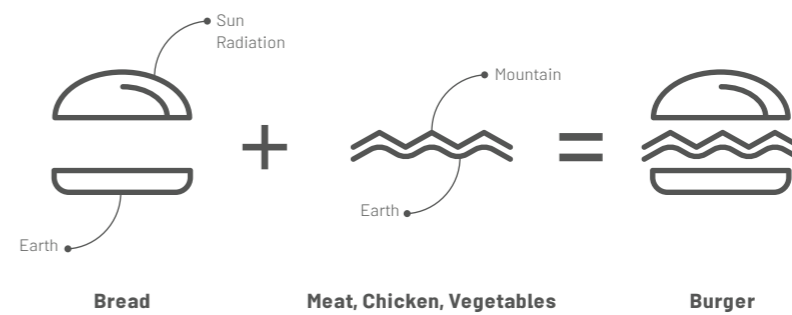 Sun
Radiation
Mountain
Earth
Earth
Bread
Meat, Chicken, Vegetables
Burger